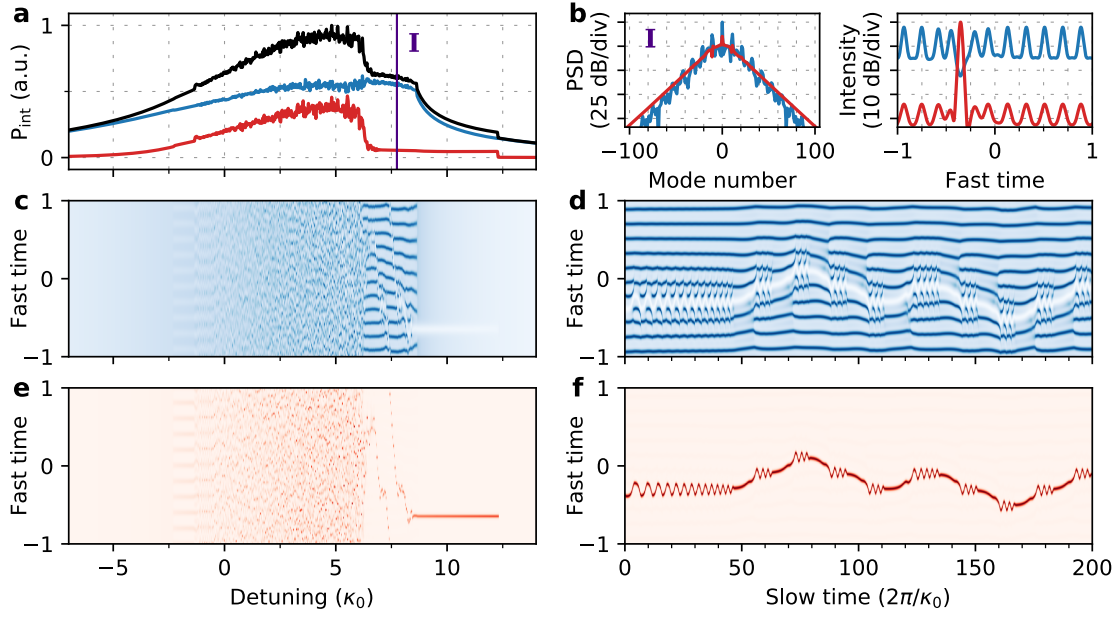 a
P_int (a.u.)
1
0
I
b
PSD
(25 dB/div)
I
−100 0 100
Mode number
Intensity
(10 dB/div)
−1 0 1
Fast time
c
Fast time
1
0
−1
d
Fast time
1
0
−1
e
Fast time
1
0
−1
−5 0 5 10
Detuning (κ₀)
f
Fast time
1
0
−1
0 50 100 150 200
Slow time (2π/κ₀)